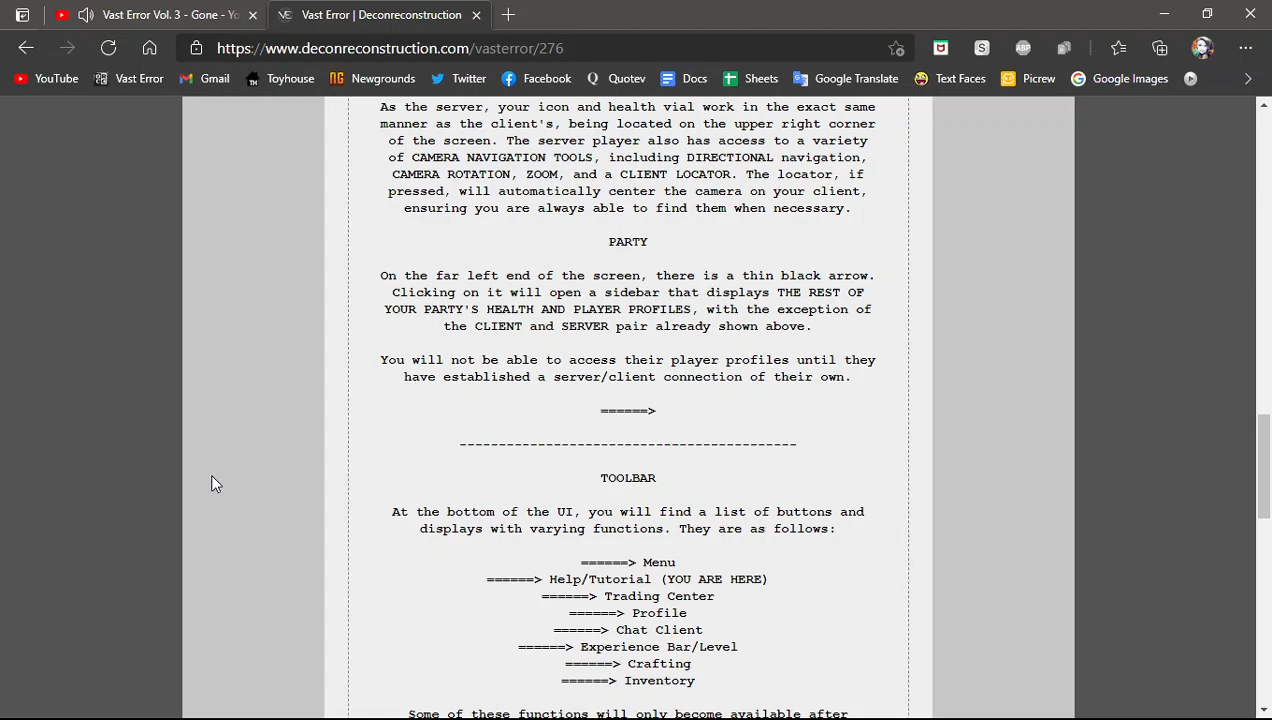 Vast Error Vol. 3 - Gone - Yo
Vast Error | Deconreconstruction
https://www.deconreconstruction.com/vasterror/276
YouTube
Vast Error
Gmail
Toyhouse
Newgrounds
Twitter
Facebook
Quotev
Docs
Sheets
Google Translate
Text Faces
Picrew
Google Images
As the server, your icon and health vial work in the exact same
manner as the client's, being located on the upper right corner
of the screen. The server player also has access to a variety
of CAMERA NAVIGATION TOOLS, including DIRECTIONAL navigation,
CAMERA ROTATION, ZOOM, and a CLIENT LOCATOR. The locator, if
pressed, will automatically center the camera on your client,
ensuring you are always able to find them when necessary.
PARTY
On the far left end of the screen, there is a thin black arrow.
Clicking on it will open a sidebar that displays THE REST OF
YOUR PARTY'S HEALTH AND PLAYER PROFILES, with the exception of
the CLIENT and SERVER pair already shown above.
You will not be able to access their player profiles until they
have established a server/client connection of their own.
======>
-------------------------------------------
TOOLBAR
At the bottom of the UI, you will find a list of buttons and
displays with varying functions. They are as follows:
======> Menu
======> Help/Tutorial (YOU ARE HERE)
======> Trading Center
======> Profile
======> Chat Client
======> Experience Bar/Level
======> Crafting
======> Inventory
Some of these functions will only become available after